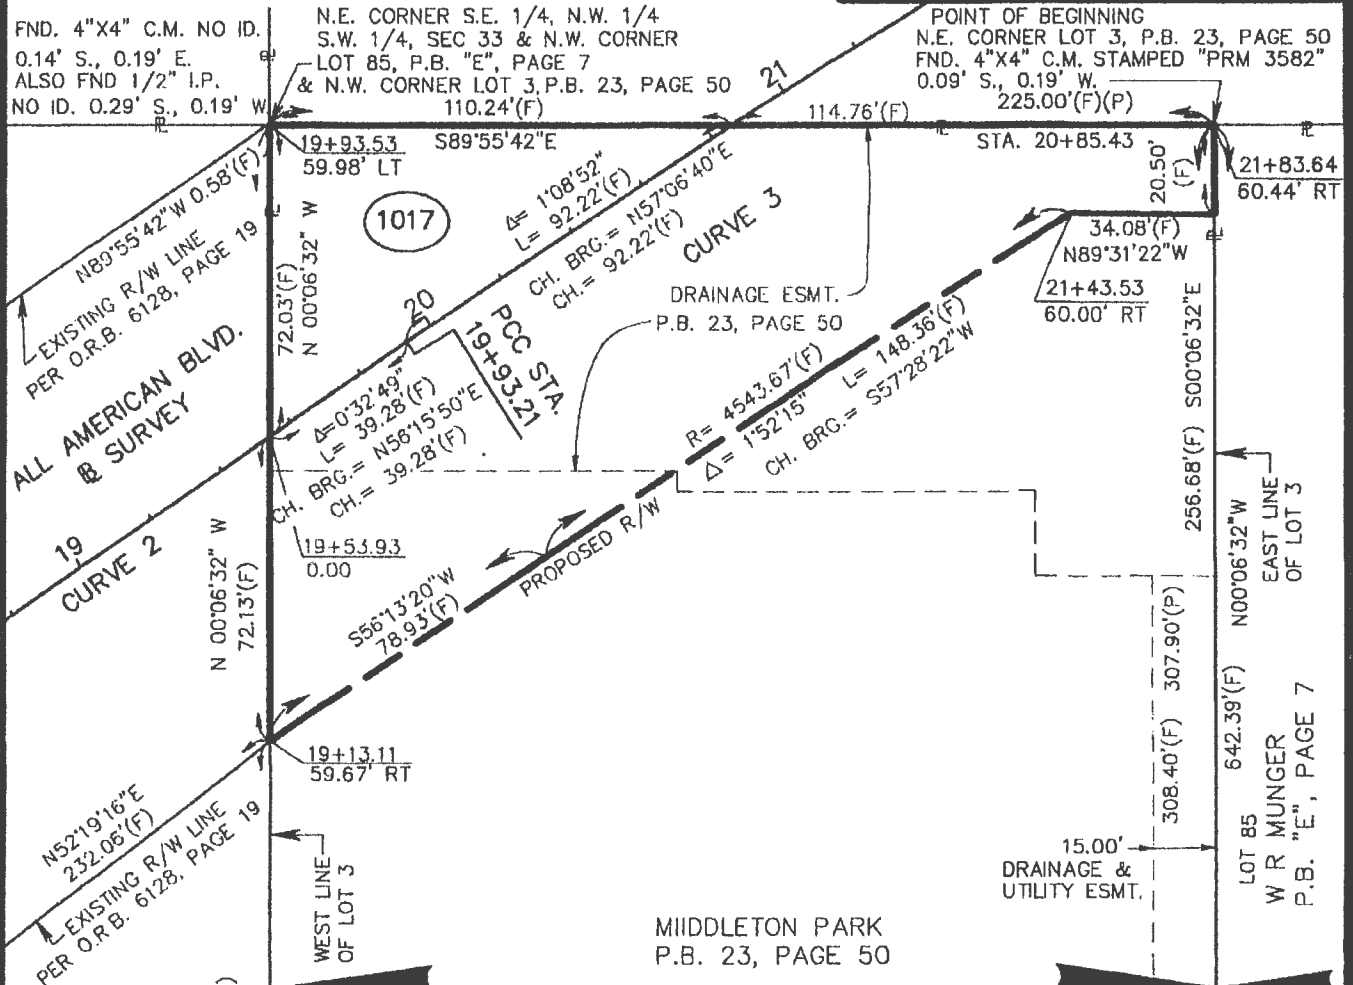 FND. 4"X4" C.M. NO ID.
0.14' S., 0.19' E.
ALSO FND 1/2" I.P.
NO ID. 0.29' S., 0.19' W.
N.E. CORNER S.E. 1/4, N.W. 1/4
S.W. 1/4, SEC 33 & N.W. CORNER
LOT 85, P.B. "E", PAGE 7
& N.W. CORNER LOT 3, P.B. 23, PAGE 50
POINT OF BEGINNING
N.E. CORNER LOT 3, P.B. 23, PAGE 50
FND. 4"X4" C.M. STAMPED "PRM 3582"
0.09' S., 0.19' W.
225.00'(F)(P)
110.24'(F)
S89°55'42"E
21
114.76'(F)
STA. 20+85.43
19+93.53
59.98' LT
1017
21+83.64
60.44' RT
20.50'
(F)
34.08'(F)
N89°31'22"W
21+43.53
60.00' RT
N89°55'42"W 0.58'(F)
EXISTING R/W LINE
PER O.R.B. 6128, PAGE 19
72.03'(F)
N 00°06'32" W
Δ= 1°08'52"
L= 92.22'(F)
CH. BRG.= N57°06'40"E
CH.= 92.22'(F)
CURVE 3
DRAINAGE ESMT.
P.B. 23, PAGE 50
20
PCC STA.
19+93.21
ALL AMERICAN BLVD.
℄ SURVEY
Δ=0°32'49"
L= 39.28'(F)
CH. BRG.= N56°15'50"E
CH.= 39.28'(F)
R= 4543.67'(F)
Δ= 1°52'15"
L= 148.36'(F)
CH. BRG.= S57°28'22"W
256.68'(F) S00°06'32"E
19
CURVE 2
19+53.93
0.00
N 00°06'32" W
72.13'(F)
S56°13'20"W
78.93'(F)
PROPOSED R/W
EAST LINE
OF LOT 3
642.39'(F) N00°06'32"W
308.40'(F) 307.90'(P)
19+13.11
59.67' RT
N52°19'16"E
232.06'(F)
EXISTING R/W LINE
PER O.R.B. 6128, PAGE 19
WEST LINE
OF LOT 3
15.00'
DRAINAGE &
UTILITY ESMT.
LOT 85
W R MUNGER
P.B. "E", PAGE 7
MIIDDLETON PARK
P.B. 23, PAGE 50